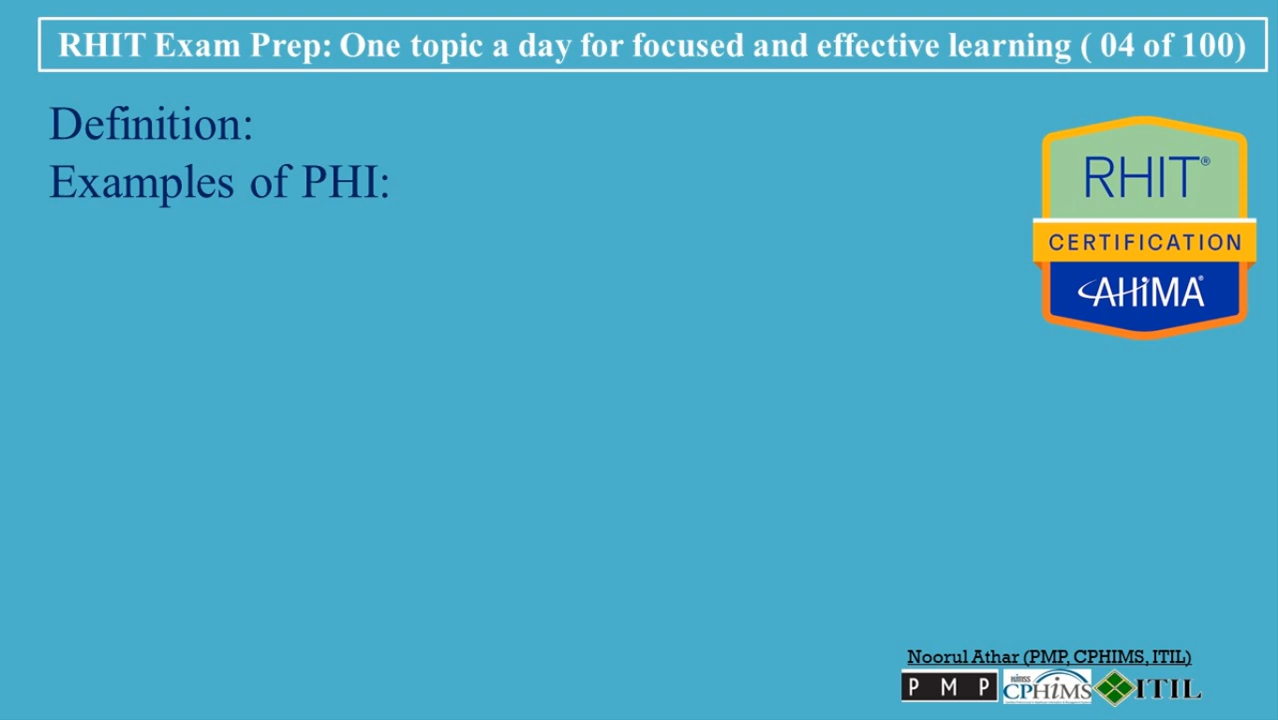 RHIT Exam Prep: One topic a day for focused and effective learning ( 04 of 100)
Definition:
Examples of PHI:
RHIT®
CERTIFICATION
AHIMA®
Noorul Athar (PMP, CPHIMS, ITIL)
P M P
HIMSS
CPHIMS
ITIL